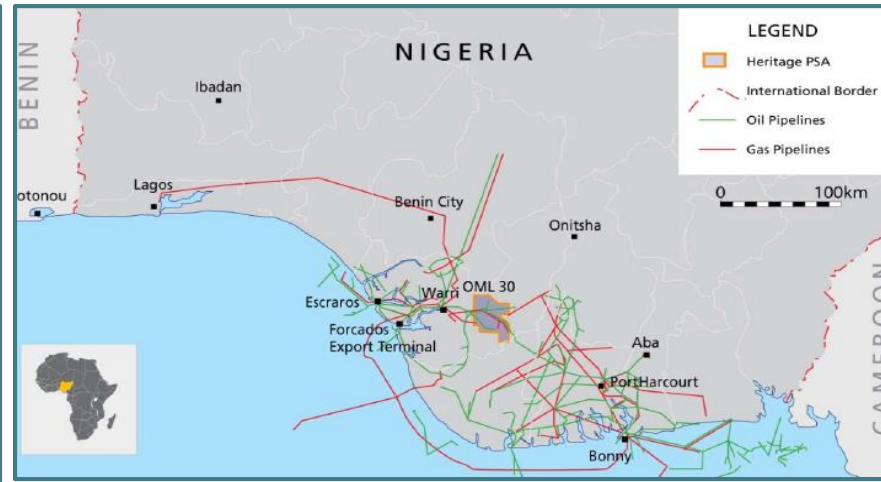 NIGERIA
BENIN
Ibadan
Lagos
otonou
Benin City
Onitsha
OML 30
Warri
Escraros
Forcados
Export Terminal
Aba
PortHarcourt
Bonny
CAMEROON
LEGEND
Heritage PSA
International Border
Oil Pipelines
Gas Pipelines
0 100km